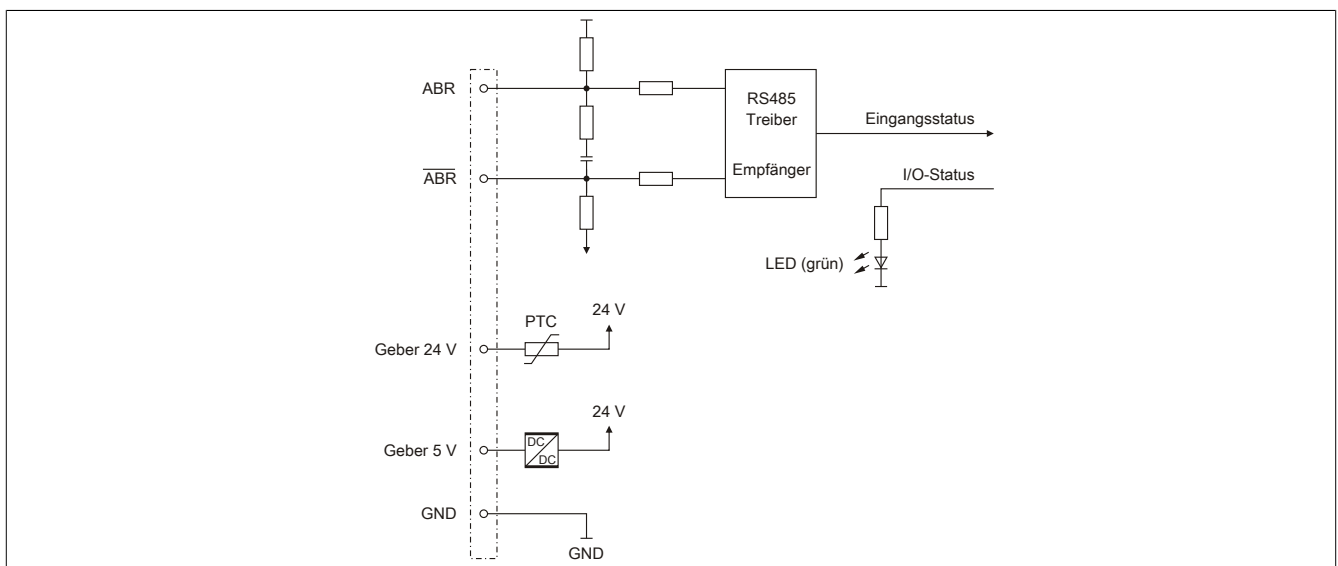 ABR
RS485
Treiber
Eingangsstatus
A̅B̅R̅
Empfänger
I/O-Status
LED (grün)
24 V
PTC
Geber 24 V
24 V
Geber 5 V
DC
DC
GND
GND